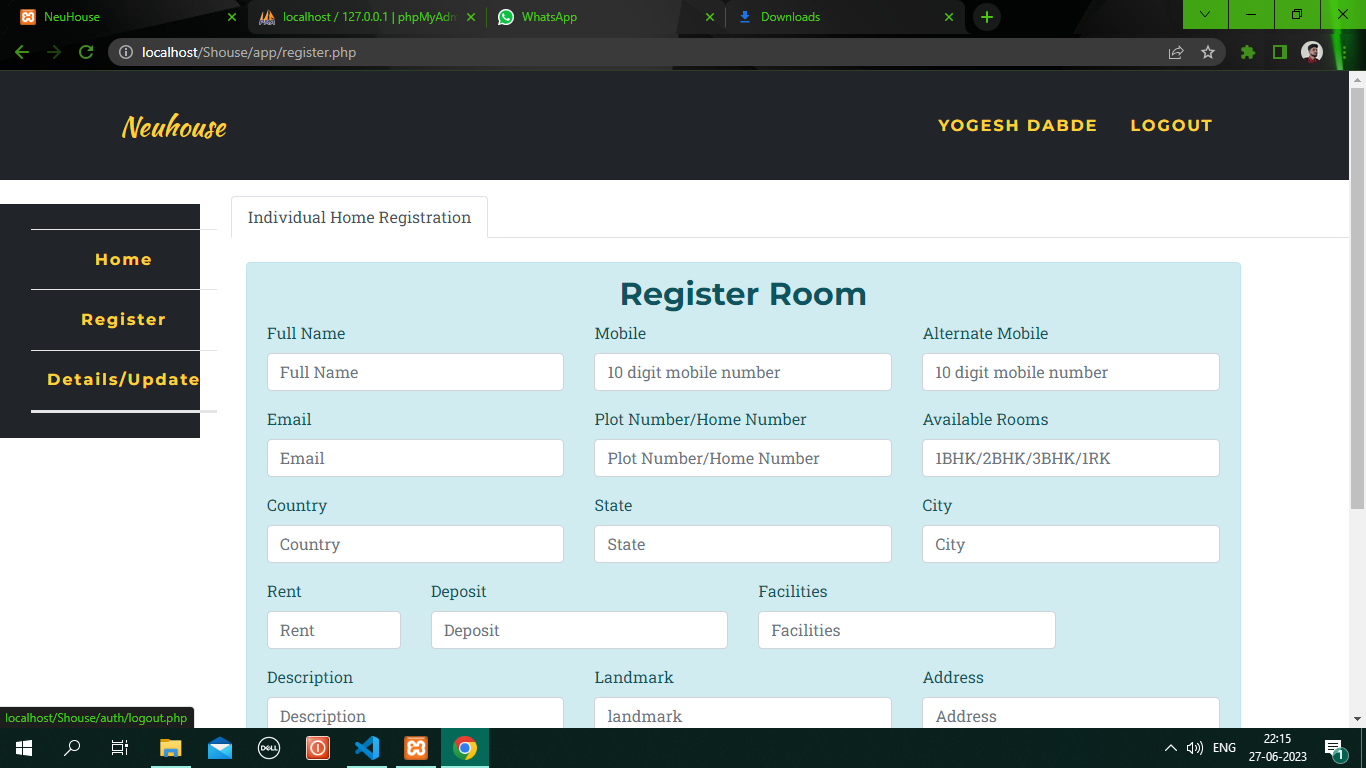 NeuHouse
localhost / 127.0.0.1 | phpMyAdm
WhatsApp
Downloads
localhost/Shouse/app/register.php
Neuhouse
YOGESH DABDE
LOGOUT
Individual Home Registration
Home
Register
Details/Update
Register Room
Full Name Mobile Alternate Mobile
Full Name 10 digit mobile number 10 digit mobile number
Email Plot Number/Home Number Available Rooms
Email Plot Number/Home Number 1BHK/2BHK/3BHK/1RK
Country State City
Country State City
Rent Deposit Facilities
Rent Deposit Facilities
Description Landmark Address
Description landmark Address
localhost/Shouse/auth/logout.php
DELL
ENG
22:15
27-06-2023
1